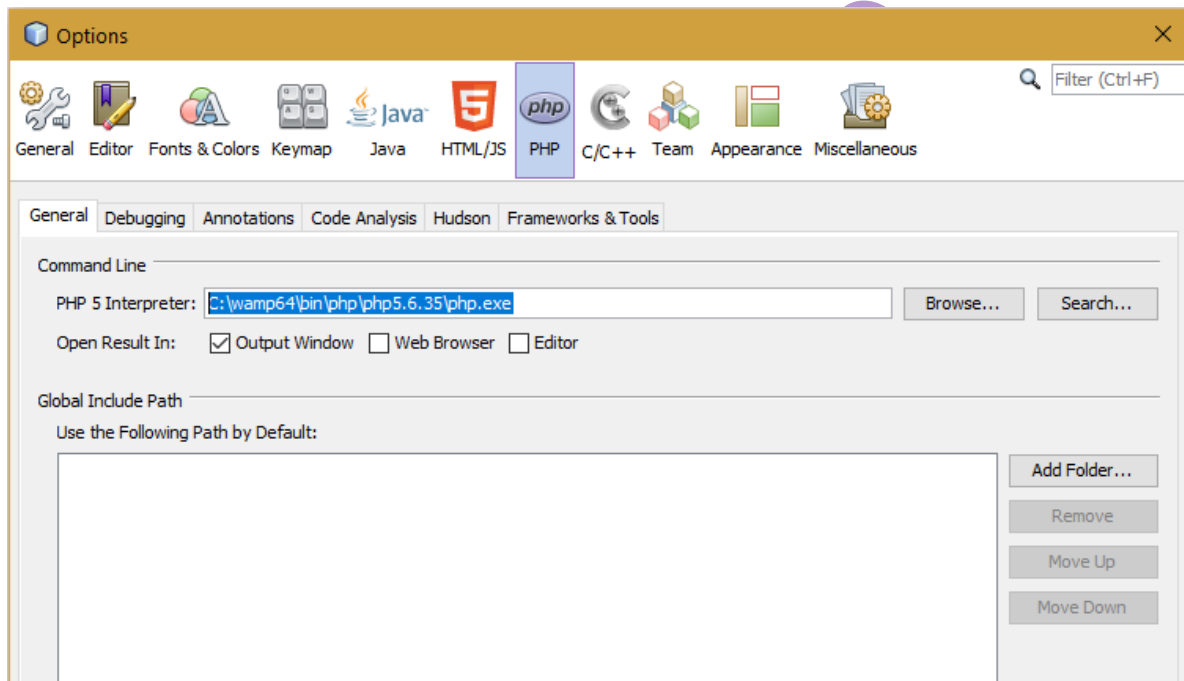 Options
Filter (Ctrl+F)
General Editor Fonts & Colors Keymap Java HTML/JS PHP C/C++ Team Appearance Miscellaneous
General Debugging Annotations Code Analysis Hudson Frameworks & Tools
Command Line
PHP 5 Interpreter: C:\wamp64\bin\php\php5.6.35\php.exe Browse... Search...
Open Result In: Output Window Web Browser Editor
Global Include Path
Use the Following Path by Default:
Add Folder...
Remove
Move Up
Move Down